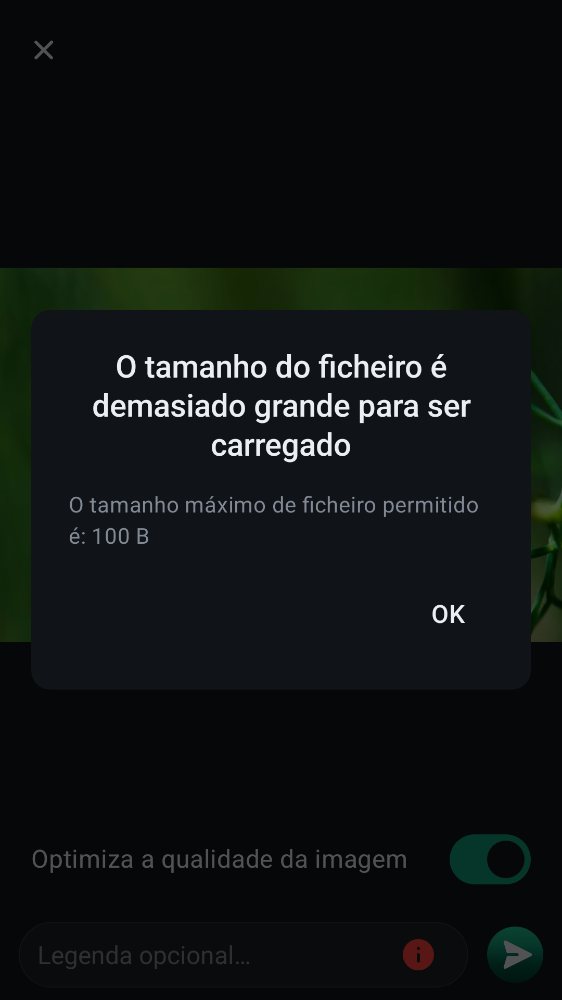 O tamanho do ficheiro é
demasiado grande para ser
carregado
O tamanho máximo de ficheiro permitido
é: 100 B
OK
Optimiza a qualidade da imagem
Legenda opcional…